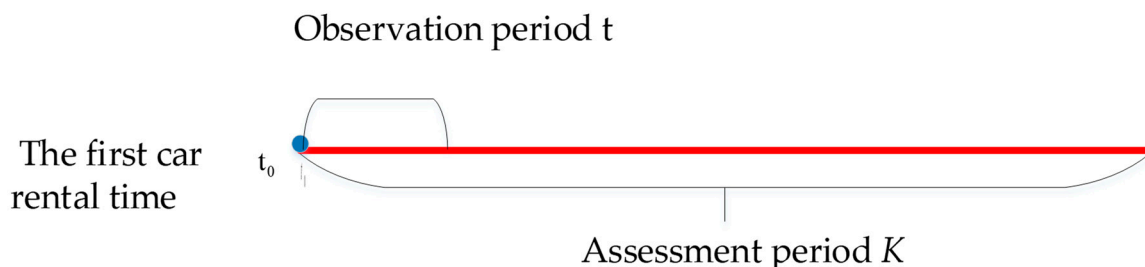 Observation period t
The first car
rental time
t₀
Assessment period K